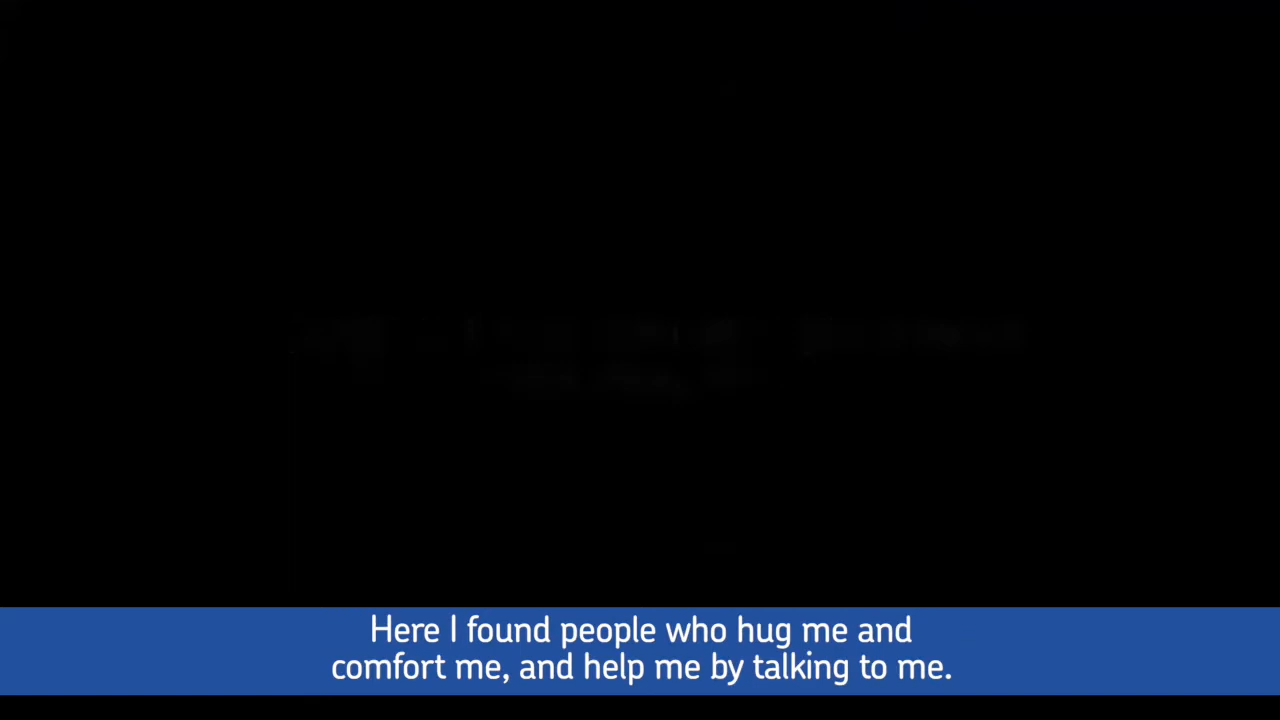 Here I found people who hug me and
comfort me, and help me by talking to me.